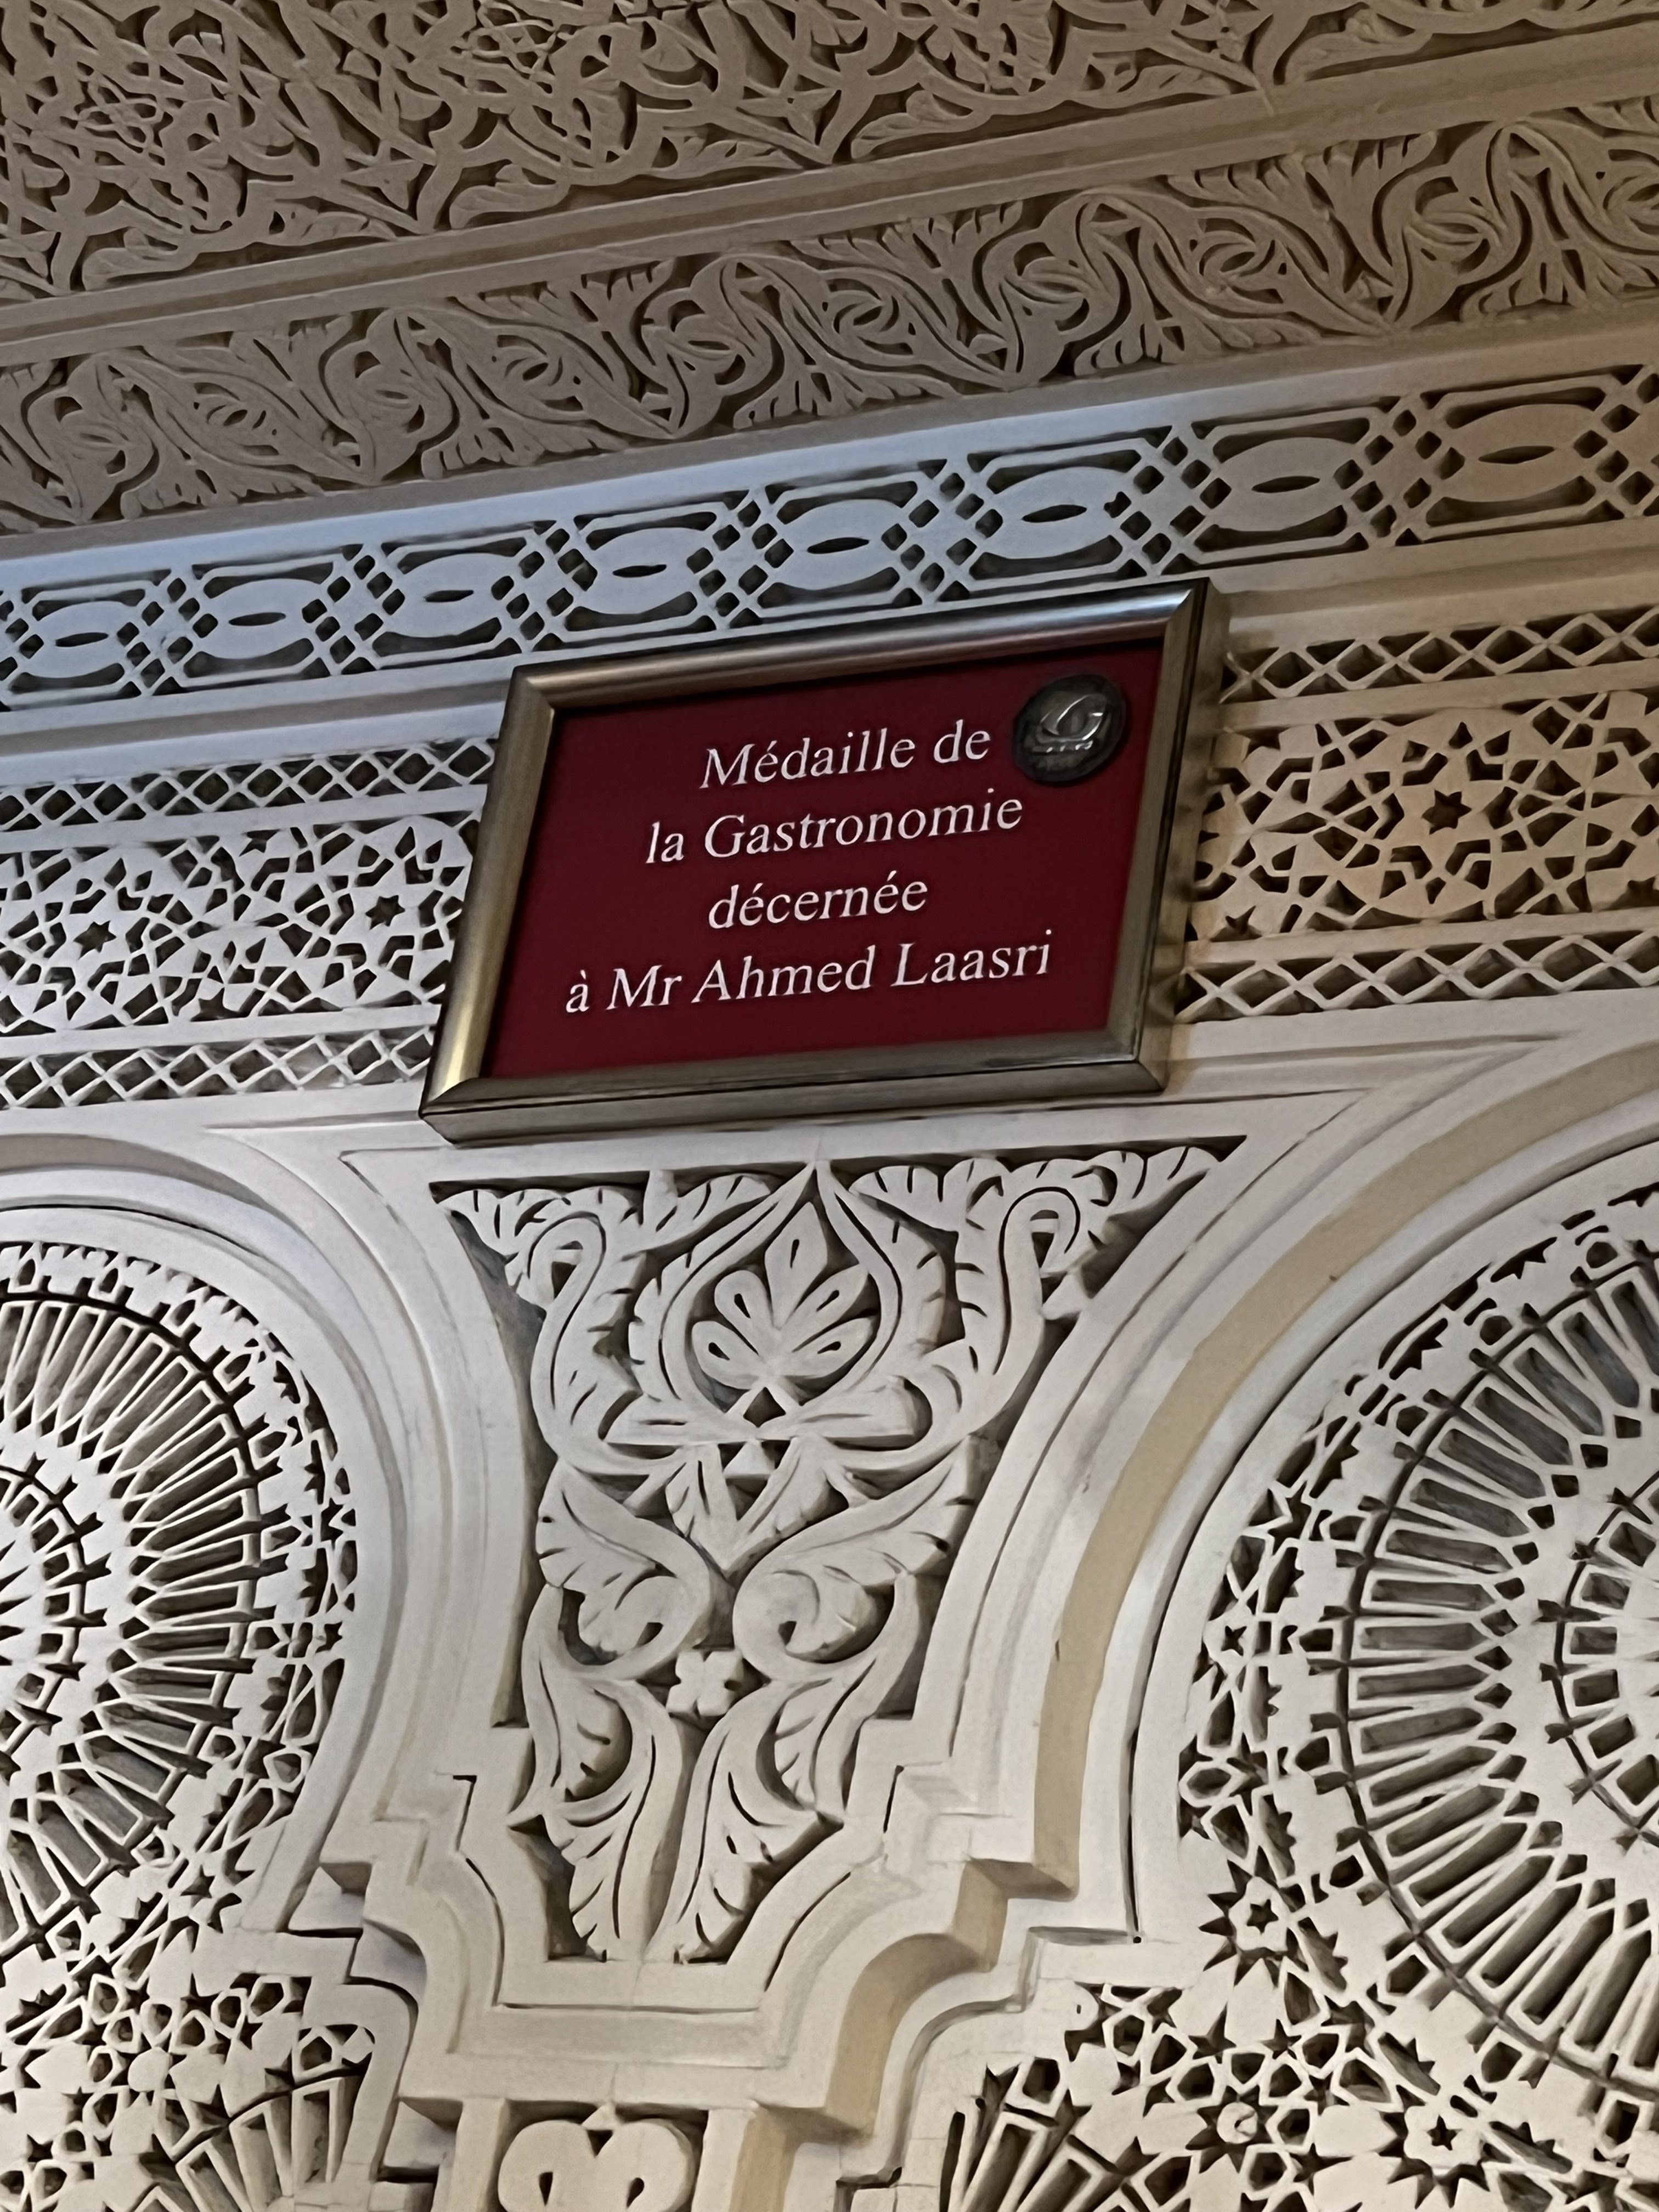 Médaille de
la Gastronomie
décernée
à Mr Ahmed Laasri